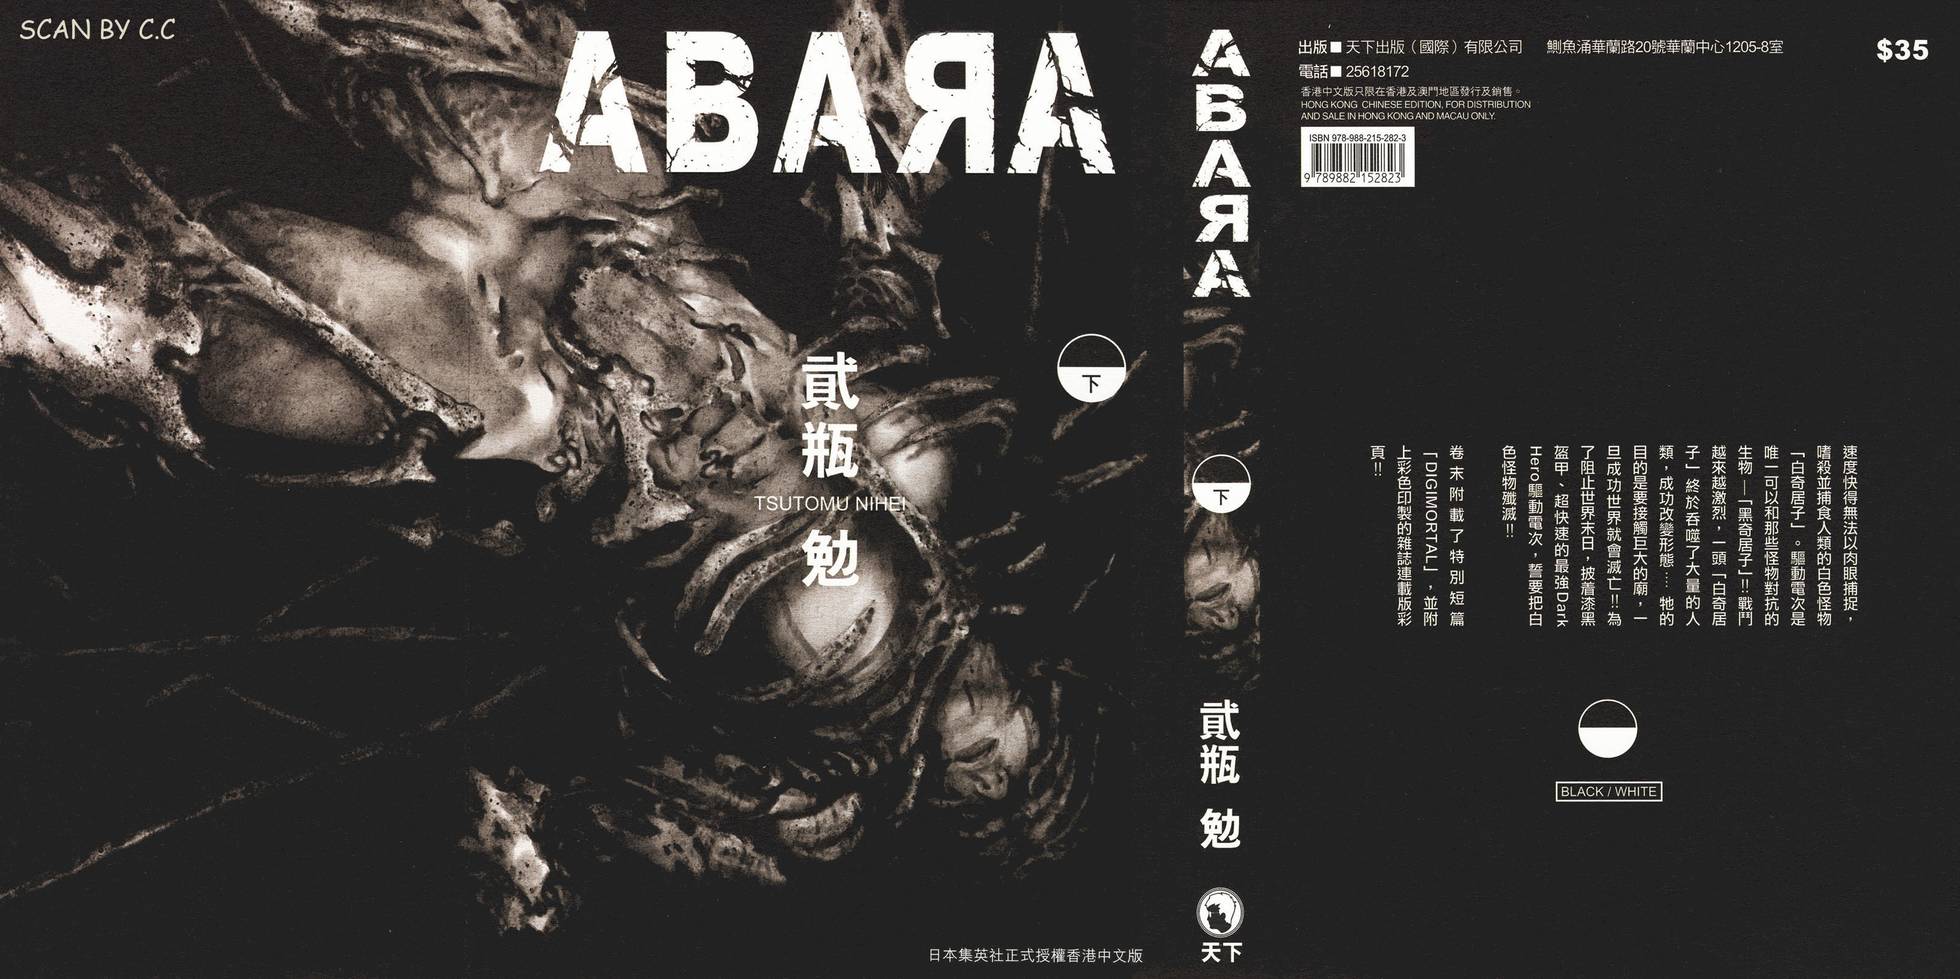 SCAN BY C.C
ABARA
下
貳瓶
TSUTOMU NIHEI
勉
日本集英社正式授權香港中文版
ABARA
下
貳瓶 勉
天下
出版■天下出版（國際）有限公司 鰂魚涌華蘭路20號華蘭中心1205-8室
$35
電話■25618172
香港中文版只限在香港及澳門地區發行及銷售。
HONG KONG CHINESE EDITION, FOR DISTRIBUTION
AND SALE IN HONG KONG AND MACAU ONLY.
ISBN 978-988-215-282-3
9 789882 152823
速度快得無法以肉眼捕捉，
嗜殺並捕食人類的白色怪物
「白奇居子」。驅動電次是
唯一可以和那些怪物對抗的
生物—「黑奇居子」!!戰鬥
越來越激烈，一頭「白奇居
子」終於吞噬了大量的人
類，成功改變形態…牠的
目的是要接觸巨大的廟，一
旦成功世界就會滅亡!!為
了阻止世界末日，披着漆黑
盔甲、超快速的最強Dark
Hero驅動電次，誓要把白
色怪物殲滅!!
卷末附載了特別短篇
「DIGIMORTAL」，並附
上彩色印製的雜誌連載版彩
頁!!
BLACK / WHITE